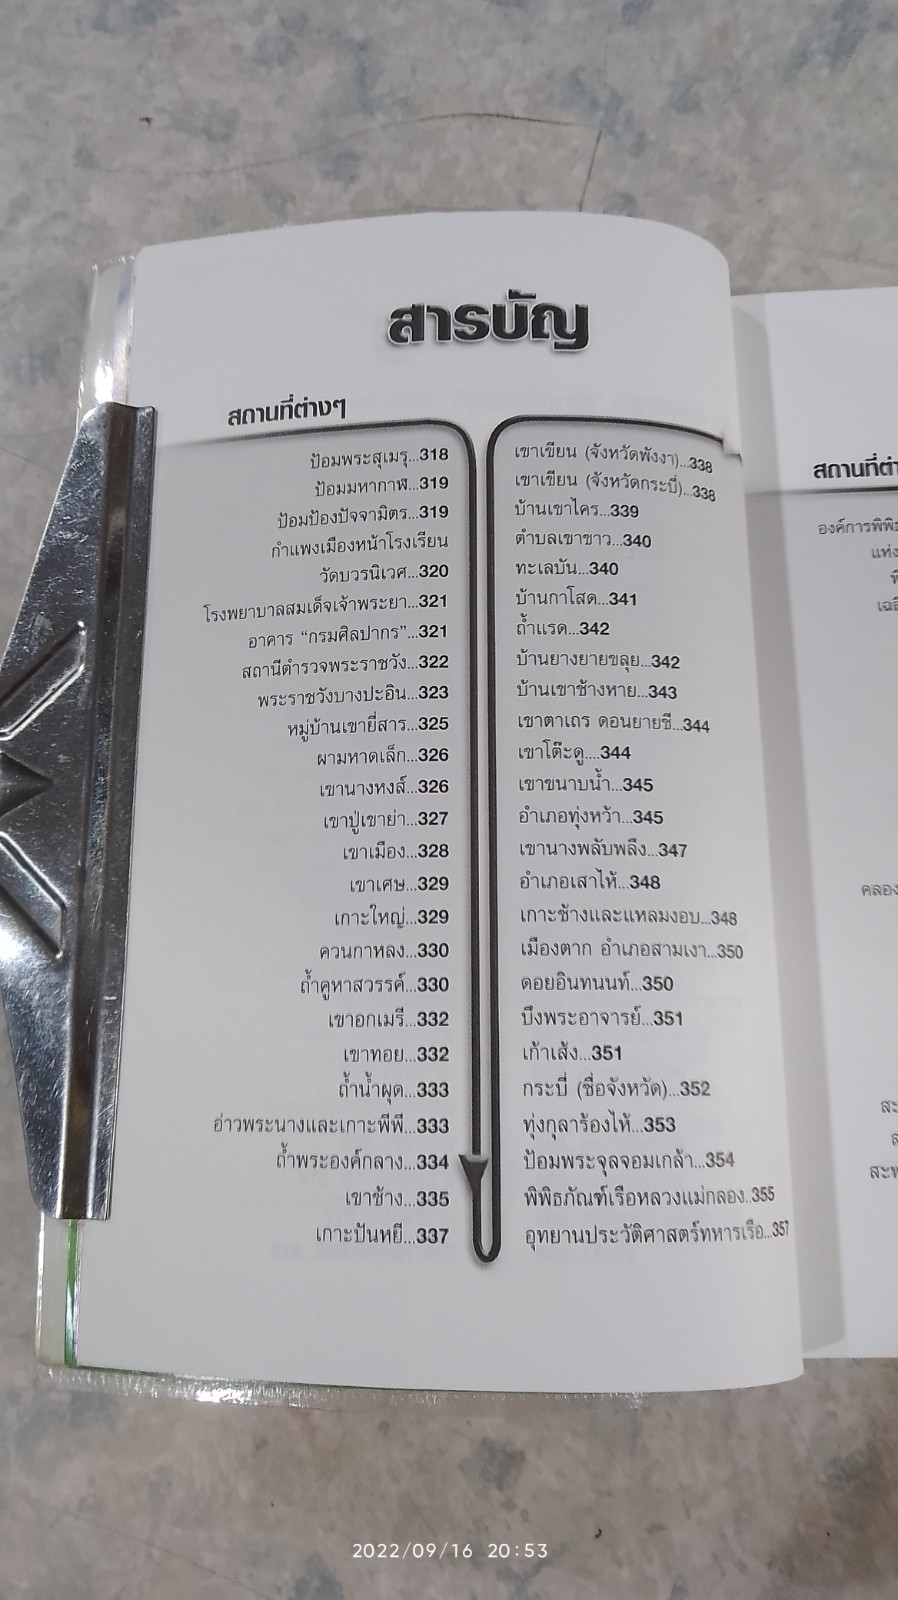 สารบัญ
สถานที่ต่างๆ
ป้อมพระสุเมรุ...318
ป้อมมหากาฬ...319
ป้อมป้องปัจจามิตร...319
กำแพงเมืองหน้าโรงเรียน
วัดบวรนิเวศ...320
โรงพยาบาลสมเด็จเจ้าพระยา...321
อาคาร “กรมศิลปากร”...321
สถานีตำรวจพระราชวัง...322
พระราชวังบางปะอิน...323
หมู่บ้านเขายี่สาร...325
ผามหาดเล็ก...326
เขานางหงส์...326
เขาปู่เขาย่า...327
เขาเมือง...328
เขาเศษ...329
เกาะใหญ่...329
ควนกาหลง...330
ถ้ำคูหาสวรรค์...330
เขาอกเมรี...332
เขาทอย...332
ถ้ำน้ำผุด...333
อ่าวพระนางและเกาะพีพี...333
ถ้ำพระองค์กลาง...334
เขาช้าง...335
เกาะปันหยี...337
เขาเขียน (จังหวัดพังงา)...338
เขาเขียน (จังหวัดกระบี่)...338
บ้านเขาไคร...339
ตำบลเขาขาว...340
ทะเลบัน...340
บ้านกาโสด...341
ถ้ำแรด...342
บ้านยางยายขลุย...342
บ้านเขาช้างหาย...343
เขาตาเถร ดอนยายชี...344
เขาโต๊ะดู....344
เขาขนาบน้ำ...345
อำเภอทุ่งหว้า...345
เขานางพลับพลึง...347
อำเภอเสาไห้...348
เกาะช้างและแหลมงอบ...348
เมืองตาก อำเภอสามเงา...350
ดอยอินทนนท์...350
บึงพระอาจารย์...351
เก้าเส้ง...351
กระบี่ (ชื่อจังหวัด)...352
ทุ่งกุลาร้องไห้...353
ป้อมพระจุลจอมเกล้า...354
พิพิธภัณฑ์เรือหลวงแม่กลอง..355
อุทยานประวัติศาสตร์ทหารเรือ...357
องค์การพิพิธ
แห่ง
คลอง
2022/09/16 20:53